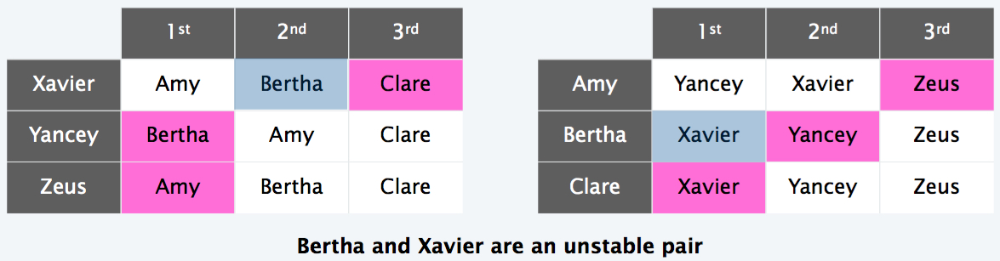 1st 2nd 3rd 1st 2nd 3rd
Xavier Amy Bertha Clare Amy Yancey Xavier Zeus
Yancey Bertha Amy Clare Bertha Xavier Yancey Zeus
Zeus Amy Bertha Clare Clare Xavier Yancey Zeus
Bertha and Xavier are an unstable pair